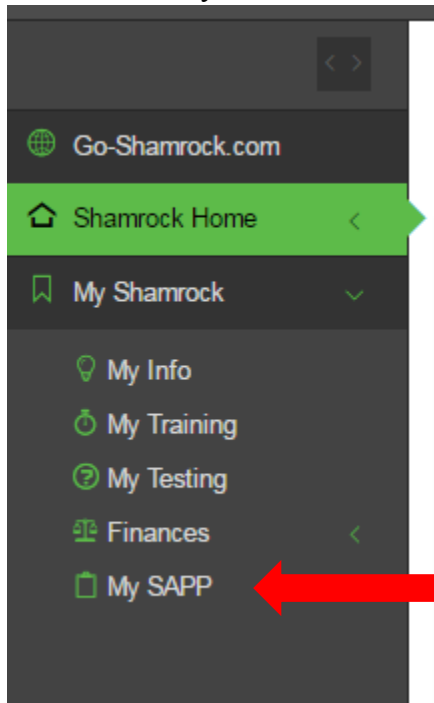 Go-Shamrock.com
Shamrock Home
My Shamrock
My Info
My Training
My Testing
Finances
My SAPP